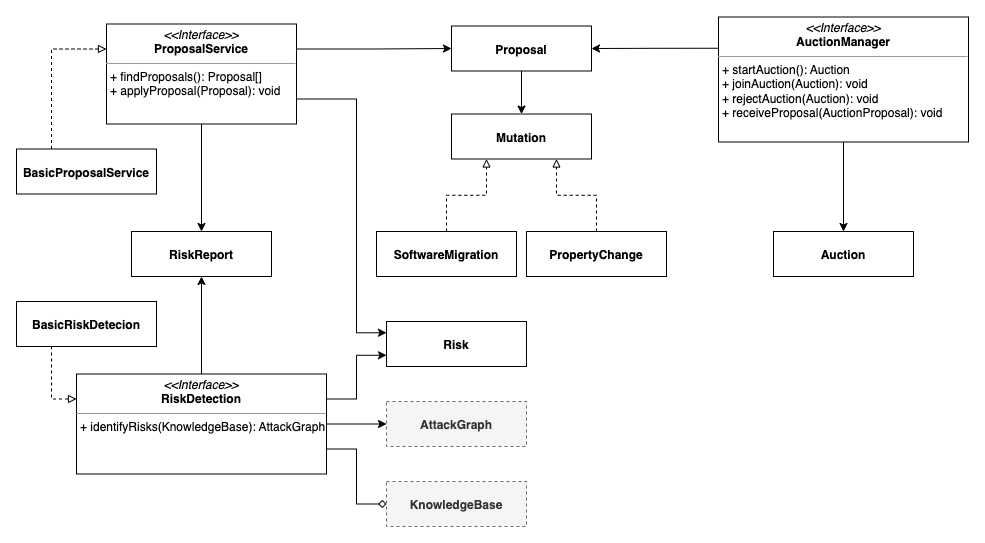 <<Interface>>
ProposalService
+ findProposals(): Proposal[]
+ applyProposal(Proposal): void
Proposal
<<Interface>>
AuctionManager
+ startAuction(): Auction
+ joinAuction(Auction): void
+ rejectAuction(Auction): void
+ receiveProposal(AuctionProposal): void
Mutation
BasicProposalService
RiskReport
SoftwareMigration
PropertyChange
Auction
BasicRiskDetecion
Risk
<<Interface>>
RiskDetection
+ identifyRisks(KnowledgeBase): AttackGraph
AttackGraph
KnowledgeBase